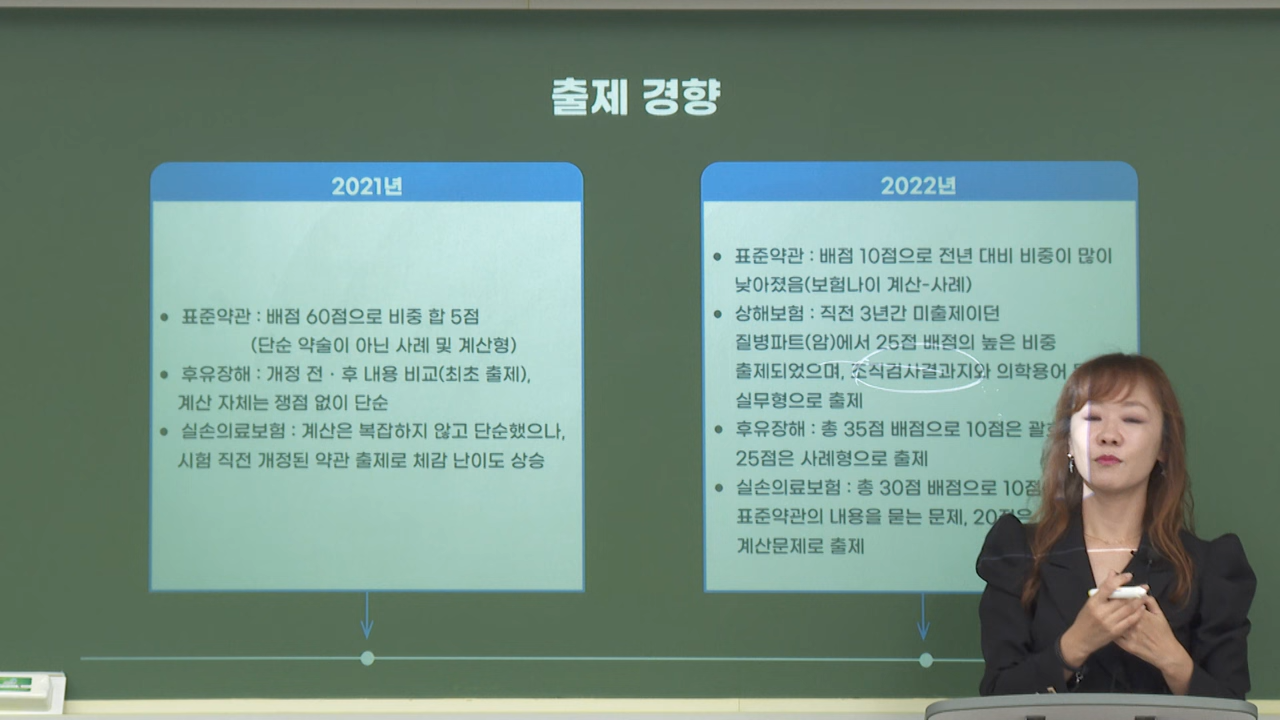 출제 경향
2021년
• 표준약관 : 배점 60점으로 비중 합 5점
(단순 약술이 아닌 사례 및 계산형)
• 후유장해 : 개정 전 · 후 내용 비교(최초 출제),
계산 자체는 쟁점 없이 단순
• 실손의료보험 : 계산은 복잡하지 않고 단순했으나,
시험 직전 개정된 약관 출제로 체감 난이도 상승
2022년
• 표준약관 : 배점 10점으로 전년 대비 비중이 많이
낮아졌음(보험나이 계산-사례)
• 상해보험 : 직전 3년간 미출제이던
질병파트(암)에서 25점 배점의 높은 비중
출제되었으며, 조직검사결과지와 의학용어
실무형으로 출제
• 후유장해 : 총 35점 배점으로 10점은
25점은 사례형으로 출제
• 실손의료보험 : 총 30점 배점으로 10점
표준약관의 내용을 묻는 문제,
계산문제로 출제